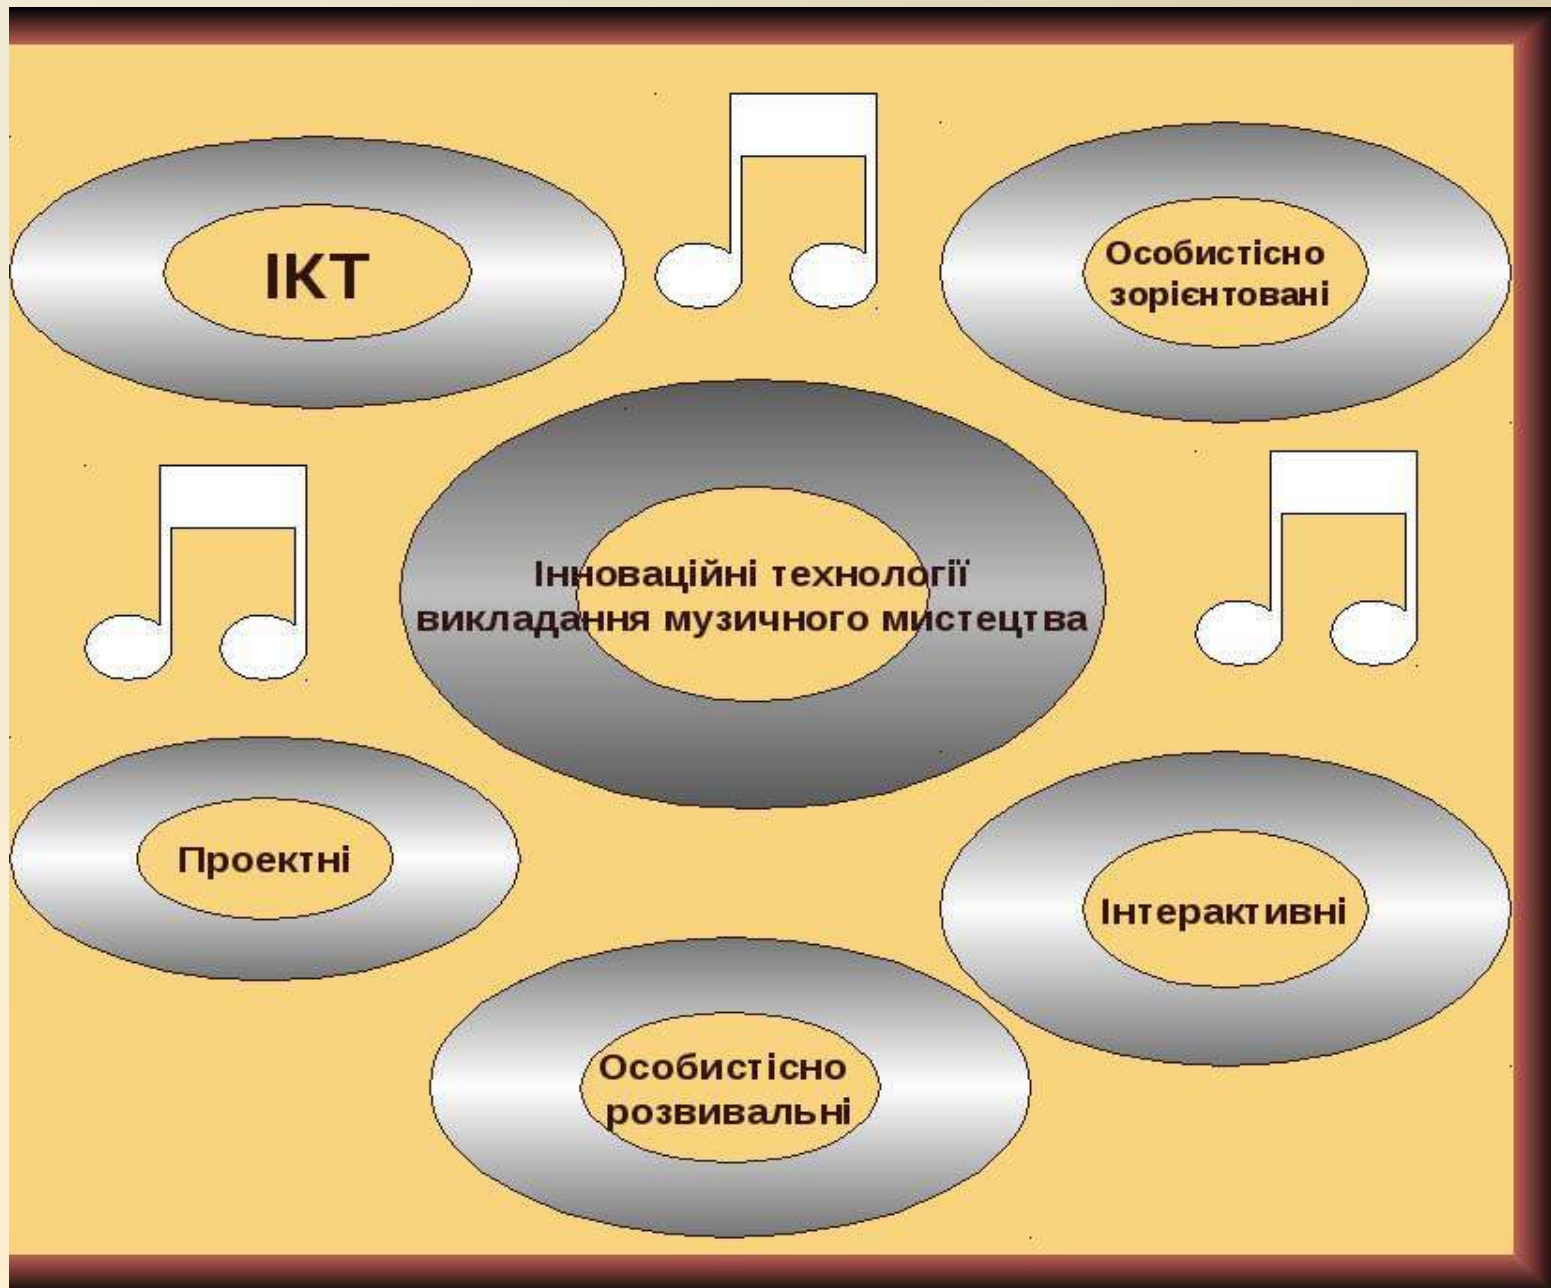 ІКТ
Особистісно
зорієнтовані
Інноваційні технології
викладання музичного мистецтва
Проектні
Інтерактивні
Особистісно
розвивальні